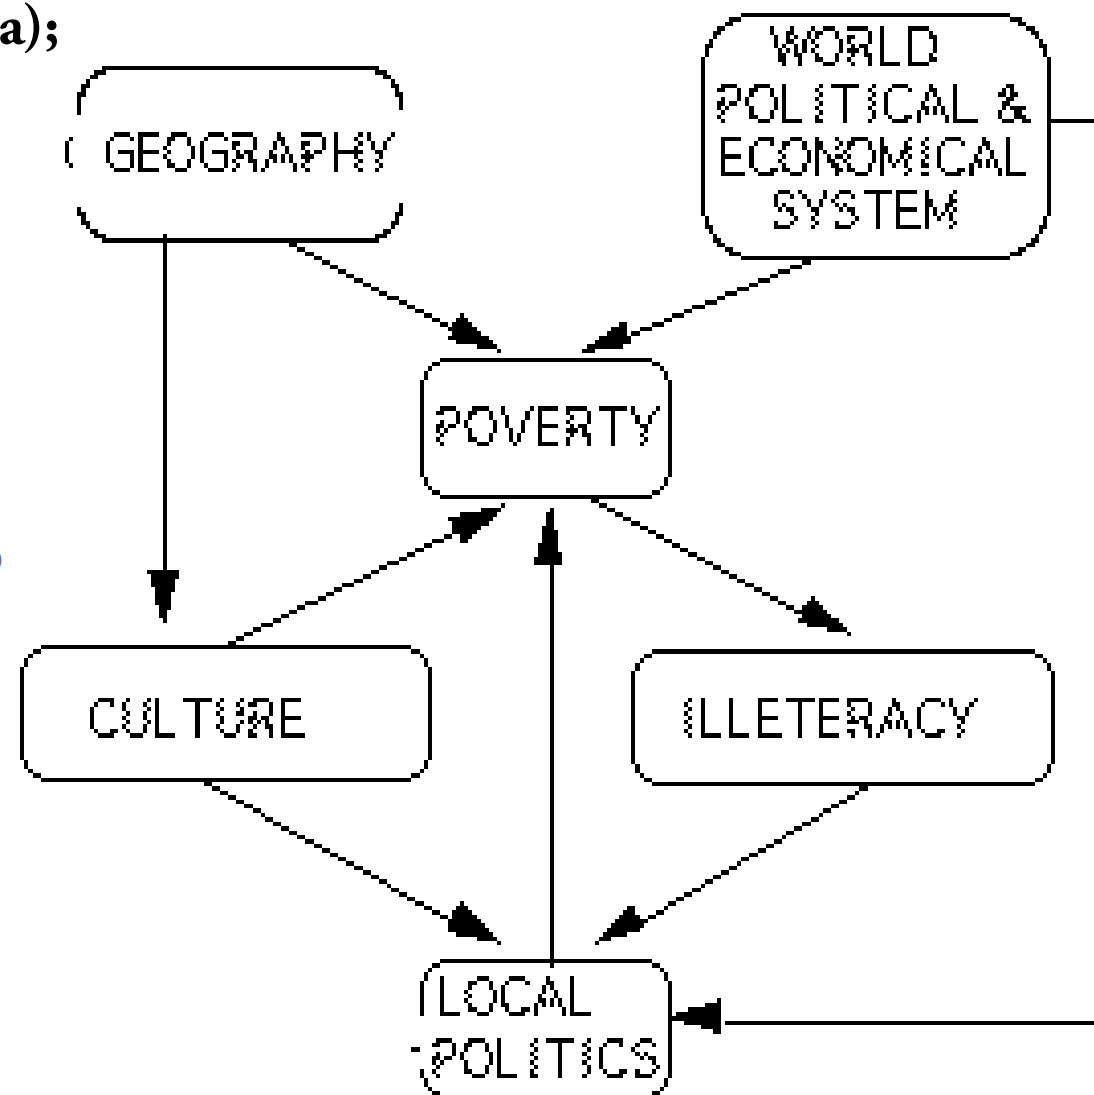 a);
GEOGRAPHY
WORLD
POLITICAL &
ECONOMICAL
SYSTEM
POVERTY
CULTURE
ILLETERACY
LOCAL
POLITICS